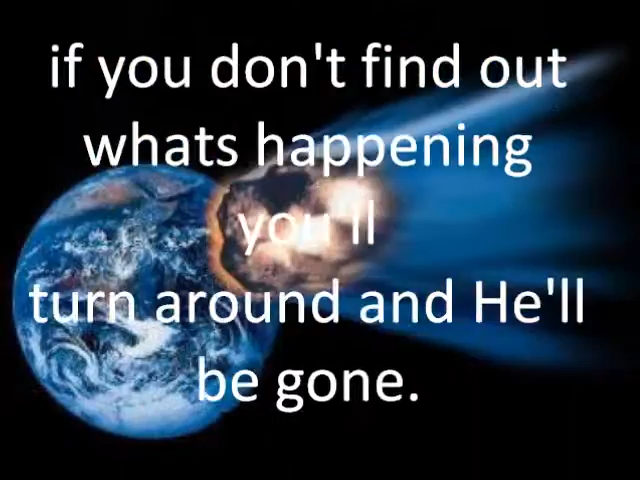 if you don't find out
whats happening
you'll
turn around and He'll
be gone.